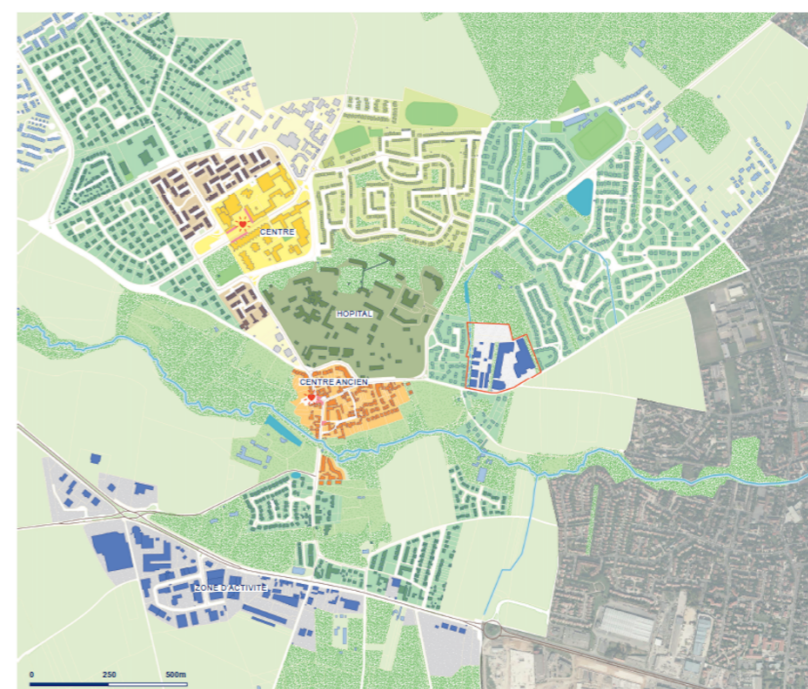 CENTRE
HOPITAL
CENTRE ANCIEN
ZONE D'ACTIVITE
0 250 500m